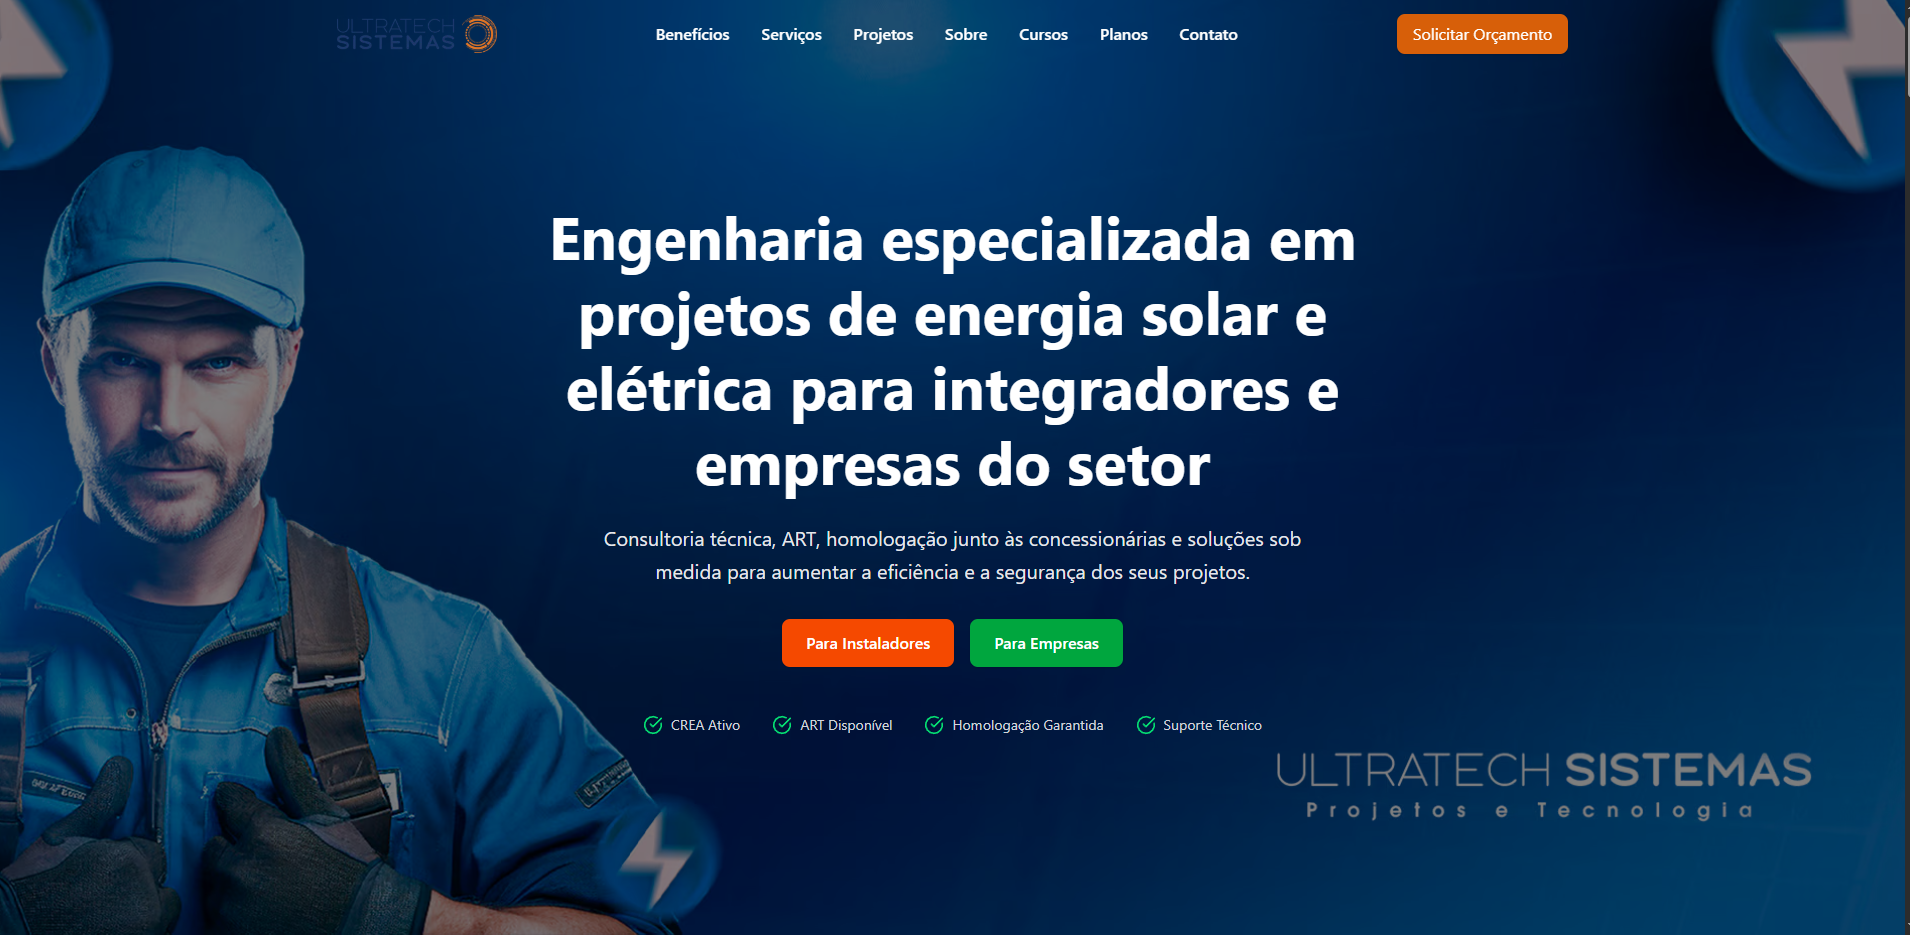 ULTRATECH
SISTEMAS
Benefícios Serviços Projetos Sobre Cursos Planos Contato
Solicitar Orçamento
Engenharia especializada em
projetos de energia solar e
elétrica para integradores e
empresas do setor
Consultoria técnica, ART, homologação junto às concessionárias e soluções sob
medida para aumentar a eficiência e a segurança dos seus projetos.
Para Instaladores Para Empresas
CREA Ativo ART Disponível Homologação Garantida Suporte Técnico
ULTRATECH SISTEMAS
Projetos e Tecnologia